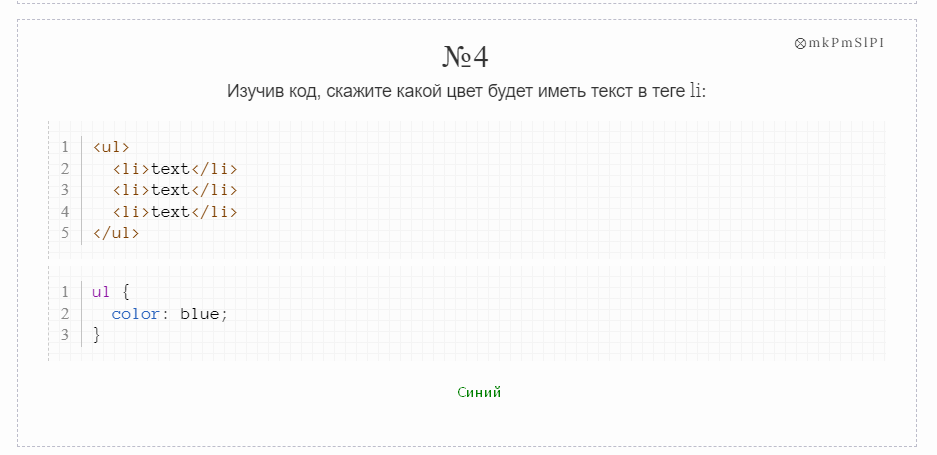 ⊗mkPmSlPI
№4
Изучив код, скажите какой цвет будет иметь текст в теге li:
1 <ul>
2   <li>text</li>
3   <li>text</li>
4   <li>text</li>
5 </ul>
1 ul {
2   color: blue;
3 }
Синий